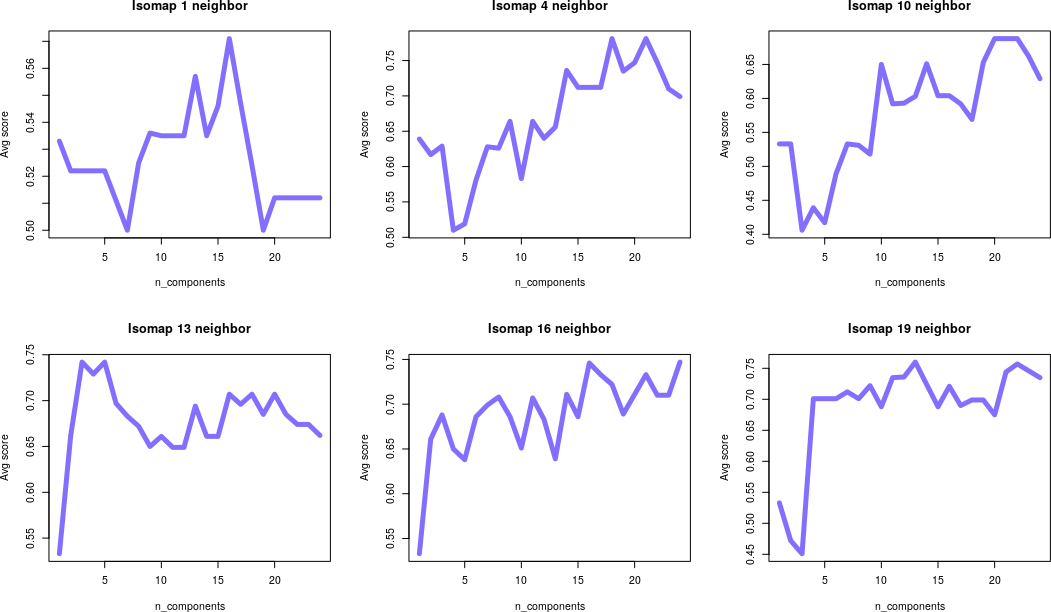 Isomap 1 neighbor
Avg score
0.50 0.52 0.54 0.56
5 10 15 20
n_components
Isomap 4 neighbor
Avg score
0.50 0.55 0.60 0.65 0.70 0.75
5 10 15 20
n_components
Isomap 10 neighbor
Avg score
0.40 0.45 0.50 0.55 0.60 0.65
5 10 15 20
n_components
Isomap 13 neighbor
Avg score
0.55 0.60 0.65 0.70 0.75
5 10 15 20
n_components
Isomap 16 neighbor
Avg score
0.55 0.60 0.65 0.70 0.75
5 10 15 20
n_components
Isomap 19 neighbor
Avg score
0.45 0.50 0.55 0.60 0.65 0.70 0.75
5 10 15 20
n_components